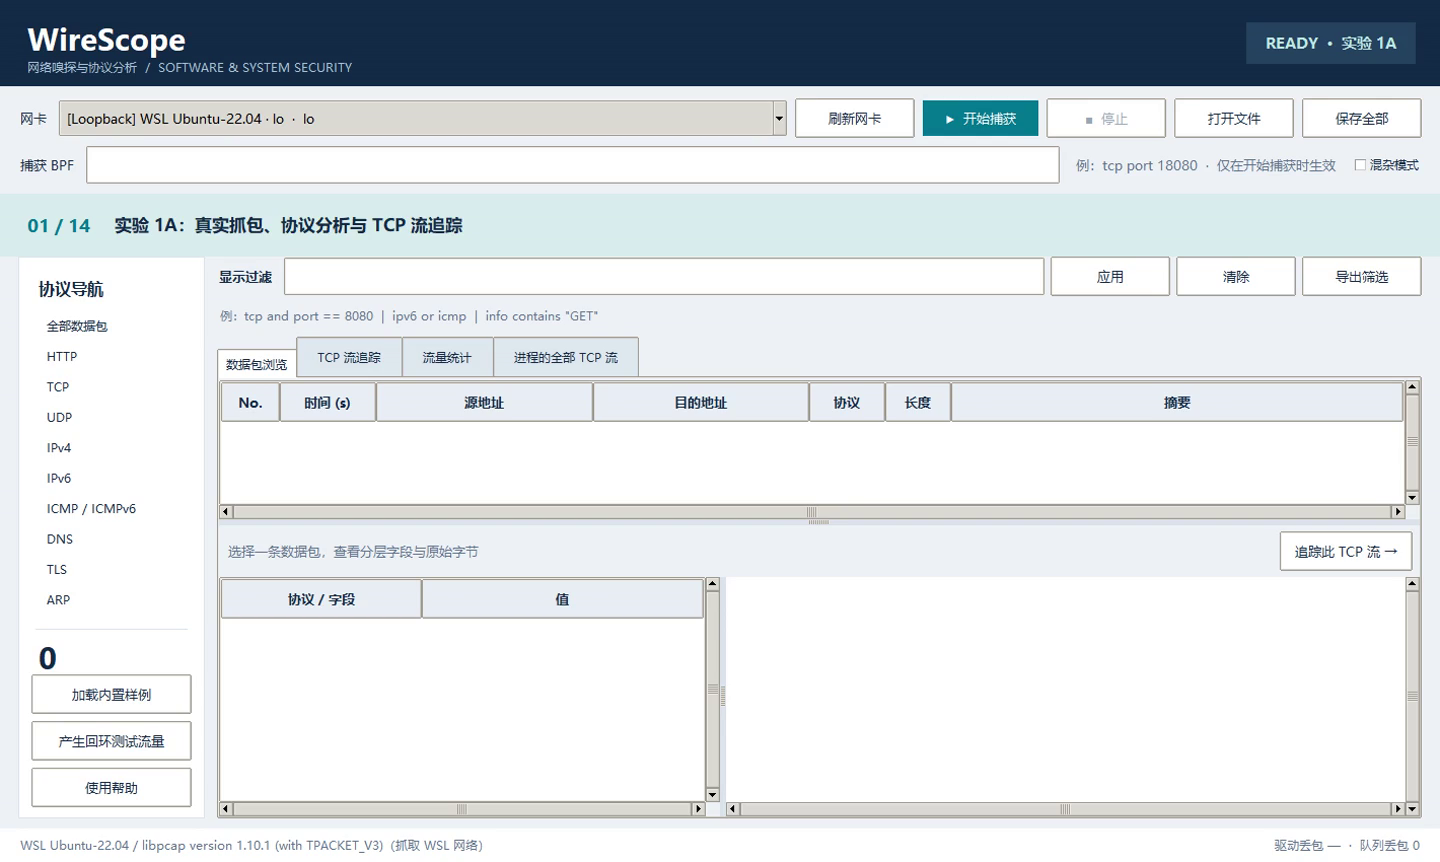 WireScope
网络嗅探与协议分析 / SOFTWARE & SYSTEM SECURITY
READY • 实验 1A
网卡 [Loopback] WSL Ubuntu-22.04 · lo · lo 刷新网卡 ▶ 开始捕获 ■ 停止 打开文件 保存全部
捕获 BPF 例：tcp port 18080 · 仅在开始捕获时生效 混杂模式
01 / 14 实验 1A：真实抓包、协议分析与 TCP 流追踪
协议导航
全部数据包
HTTP
TCP
UDP
IPv4
IPv6
ICMP / ICMPv6
DNS
TLS
ARP
0
加载内置样例
产生回环测试流量
使用帮助
显示过滤 应用 清除 导出筛选
例：tcp and port == 8080 | ipv6 or icmp | info contains "GET"
数据包浏览 TCP 流追踪 流量统计 进程的全部 TCP 流
No. 时间 (s) 源地址 目的地址 协议 长度 摘要
选择一条数据包，查看分层字段与原始字节 追踪此 TCP 流 →
协议 / 字段 值
WSL Ubuntu-22.04 / libpcap version 1.10.1 (with TPACKET_V3)（抓取 WSL 网络） 驱动丢包 — · 队列丢包 0